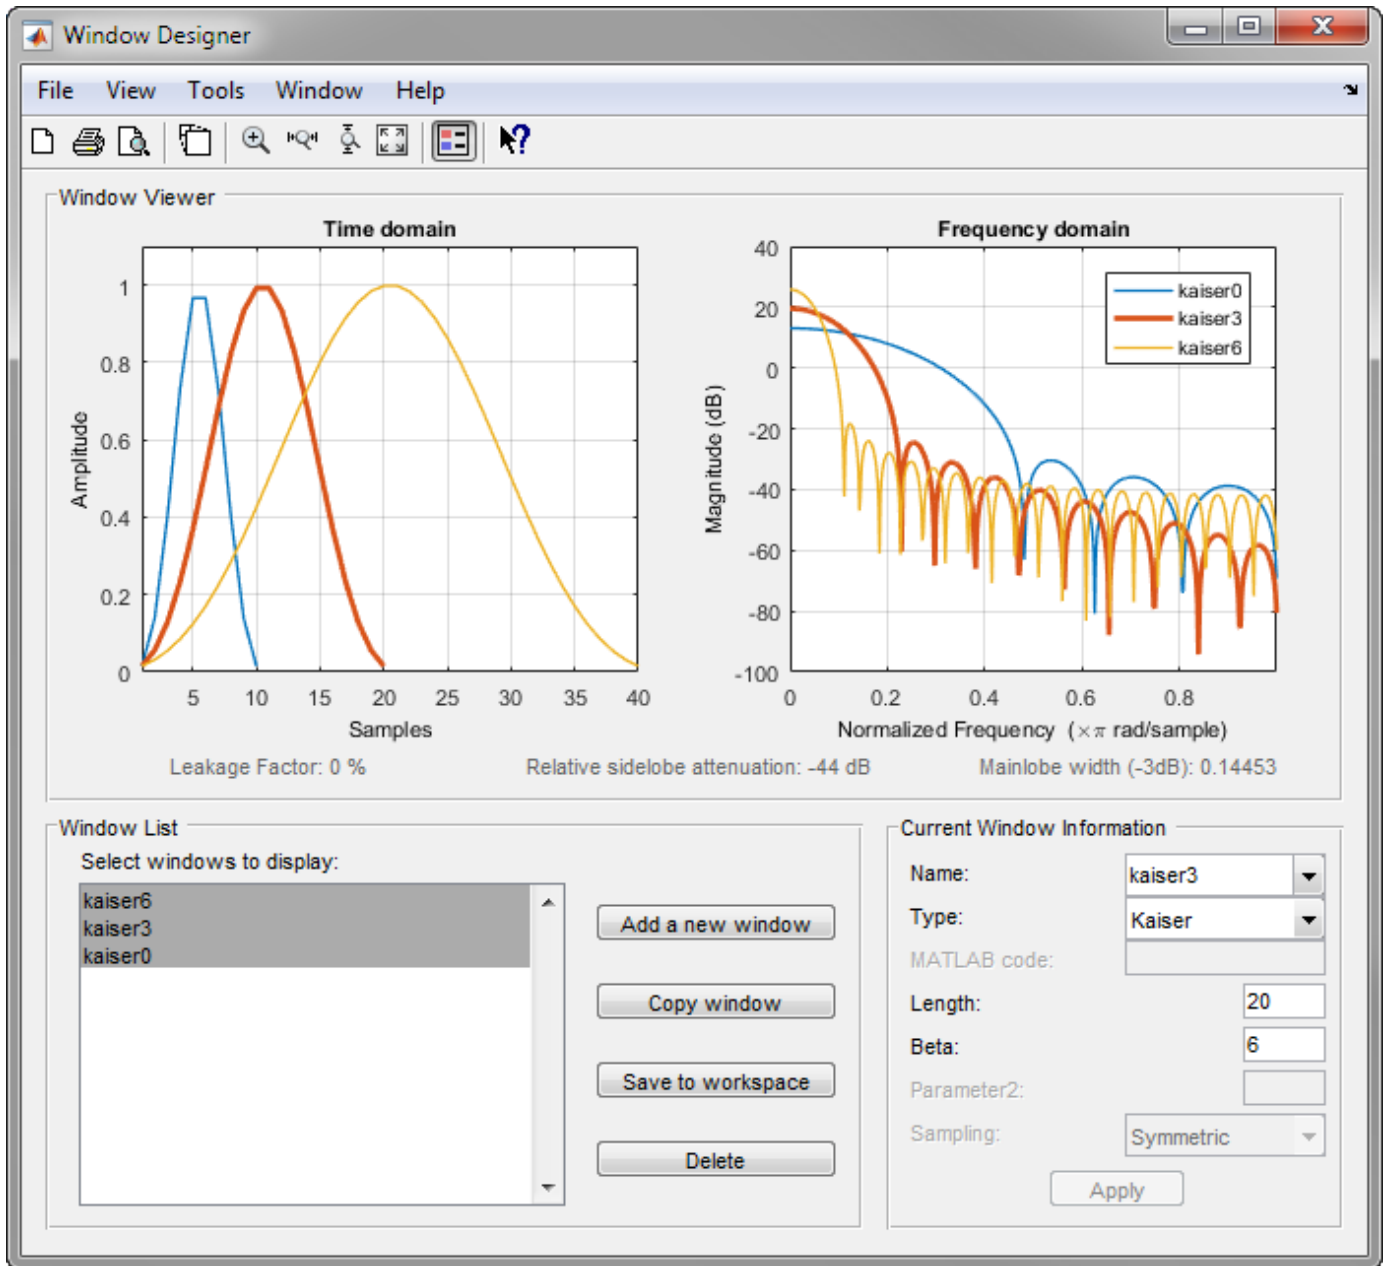 Window Designer
File View Tools Window Help
Window Viewer
Time domain
1
0.8
0.6
0.4
0.2
0
Amplitude
5 10 15 20 25 30 35 40
Samples
Frequency domain
40
20
0
-20
-40
-60
-80
-100
Magnitude (dB)
kaiser0
kaiser3
kaiser6
0 0.2 0.4 0.6 0.8
Normalized Frequency (×π rad/sample)
Leakage Factor: 0 % Relative sidelobe attenuation: -44 dB Mainlobe width (-3dB): 0.14453
Window List
Select windows to display:
kaiser6
kaiser3
kaiser0
Add a new window
Copy window
Save to workspace
Delete
Current Window Information
Name: kaiser3
Type: Kaiser
MATLAB code:
Length: 20
Beta: 6
Parameter2:
Sampling: Symmetric
Apply